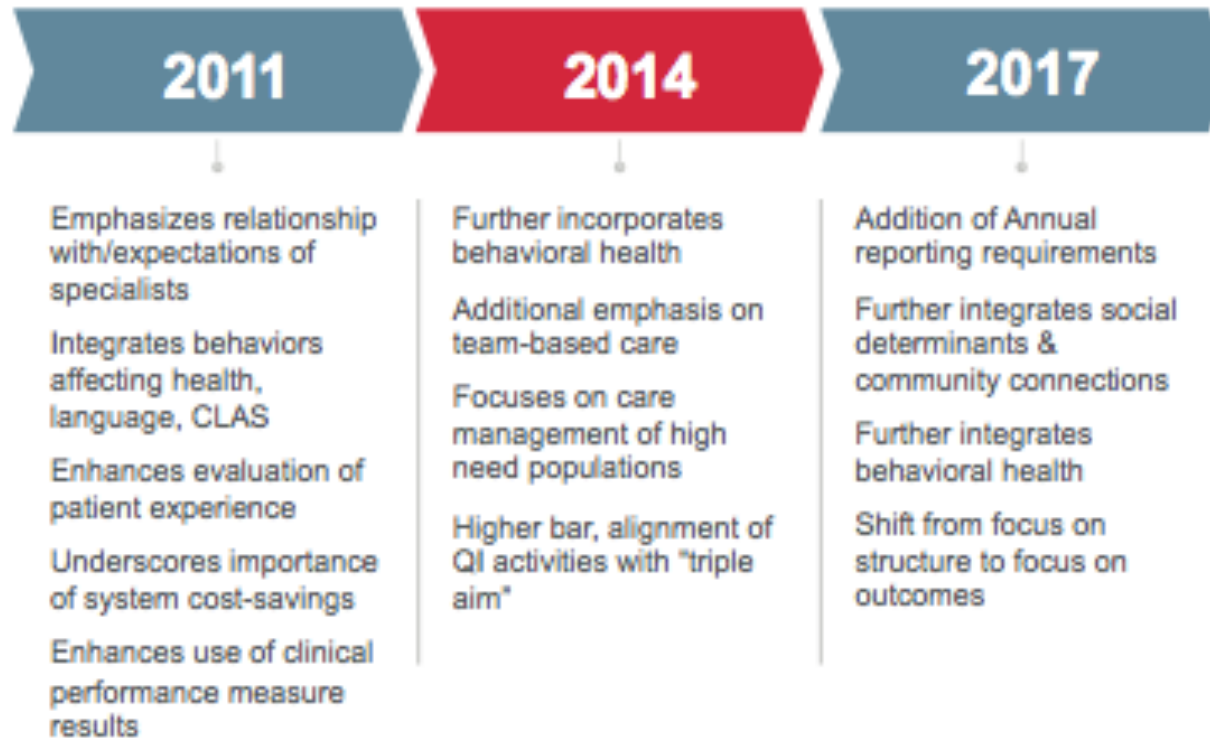 2011
Emphasizes relationship
with/expectations of
specialists
Integrates behaviors
affecting health,
language, CLAS
Enhances evaluation of
patient experience
Underscores importance
of system cost-savings
Enhances use of clinical
performance measure
results
2014
Further incorporates
behavioral health
Additional emphasis on
team-based care
Focuses on care
management of high
need populations
Higher bar, alignment of
QI activities with "triple
aim"
2017
Addition of Annual
reporting requirements
Further integrates social
determinants &
community connections
Further integrates
behavioral health
Shift from focus on
structure to focus on
outcomes